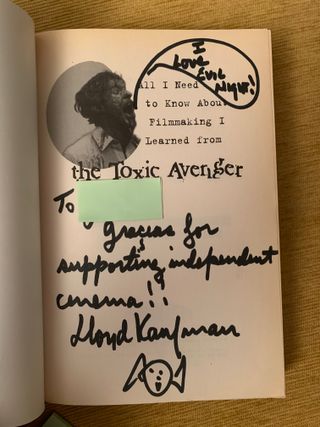 I
Love
Evil
All I Need
to Know About
Filmmaking I
Learned from
the Toxic Avenger
To
gracias for
supporting independent
cinema!!
Lloyd Kaufman